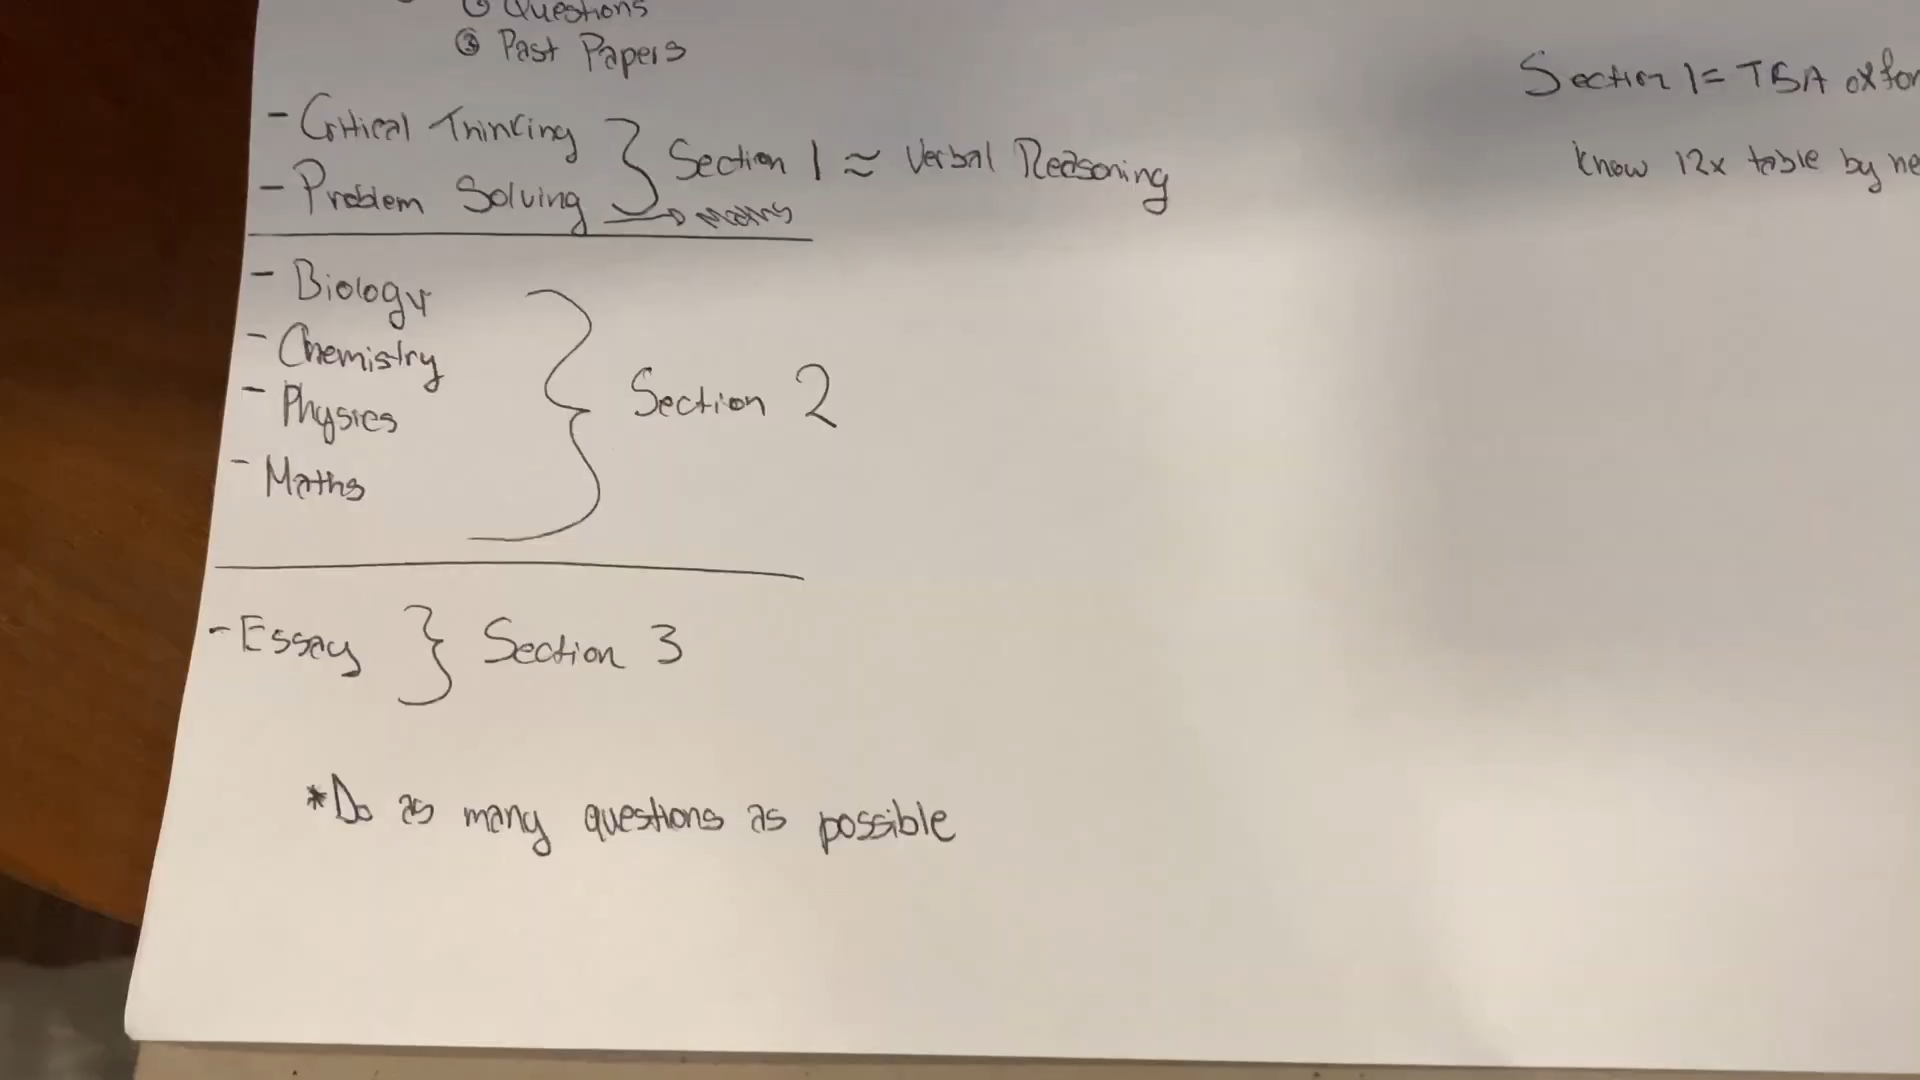 Questions
③ Past Papers
- Critical Thinking
- Problem Solving
Section 1 ≈ Verbal Reasoning
→ Maths
- Biology
- Chemistry
- Physics
- Maths
Section 2
- Essay
Section 3
*Do as many questions as possible
Section 1 = TSA oxfor
know 12x table by he